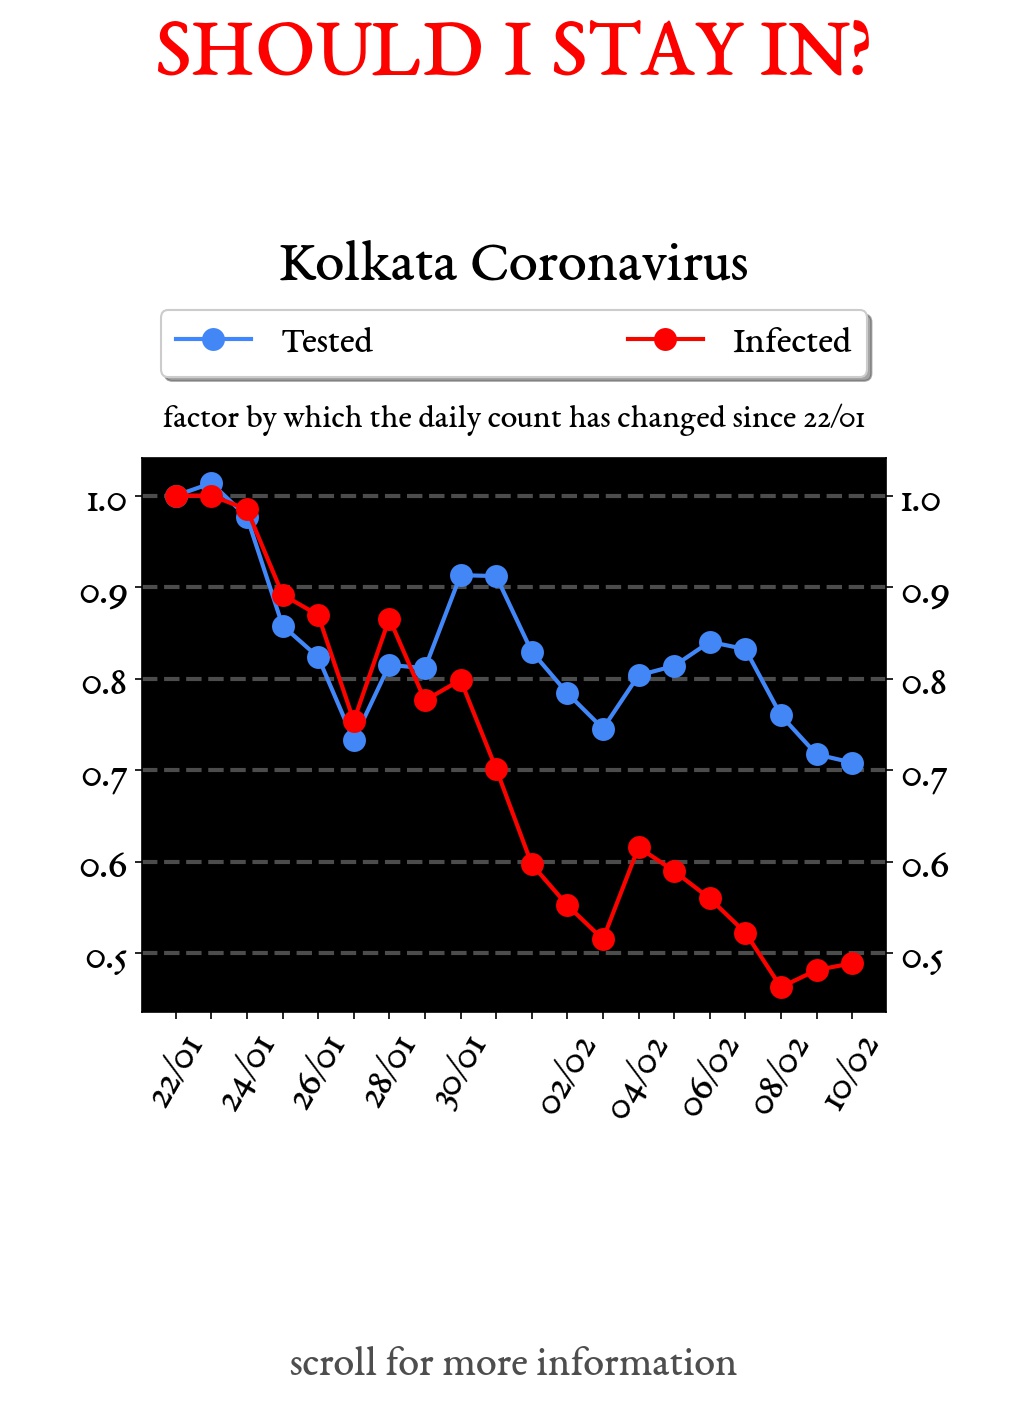 SHOULD I STAY IN?
Kolkata Coronavirus
Tested Infected
factor by which the daily count has changed since 22/01
1.0 1.0
0.9 0.9
0.8 0.8
0.7 0.7
0.6 0.6
0.5 0.5
22/01 24/01 26/01 28/01 30/01 02/02 04/02 06/02 08/02 10/02
scroll for more information